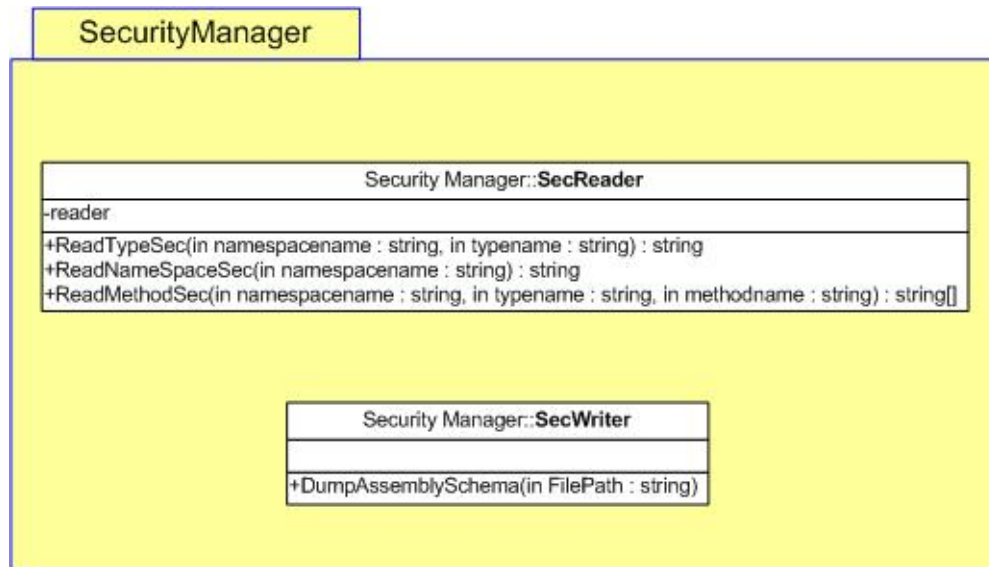 SecurityManager
Security Manager::SecReader
-reader
+ReadTypeSec(in namespacename : string, in typename : string) : string
+ReadNameSpaceSec(in namespacename : string) : string
+ReadMethodSec(in namespacename : string, in typename : string, in methodname : string) : string[]
Security Manager::SecWriter
+DumpAssemblySchema(in FilePath : string)